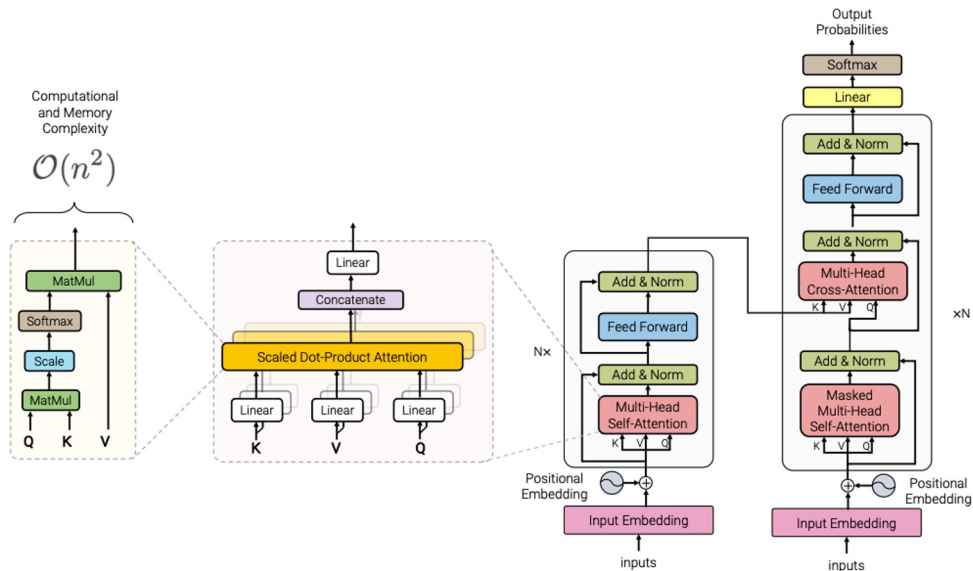 Computational
and Memory
Complexity
O(n²)
MatMul
Softmax
Scale
MatMul
Q K V
Linear
Concatenate
Scaled Dot-Product Attention
Linear Linear Linear
K V Q
Add & Norm
Feed Forward
N×
Add & Norm
Multi-Head
Self-Attention
K V Q
Positional
Embedding
Input Embedding
inputs
Output
Probabilities
Softmax
Linear
Add & Norm
Feed Forward
Add & Norm
Multi-Head
Cross-Attention
K V Q
×N
Add & Norm
Masked
Multi-Head
Self-Attention
K V Q
Positional
Embedding
Input Embedding
inputs